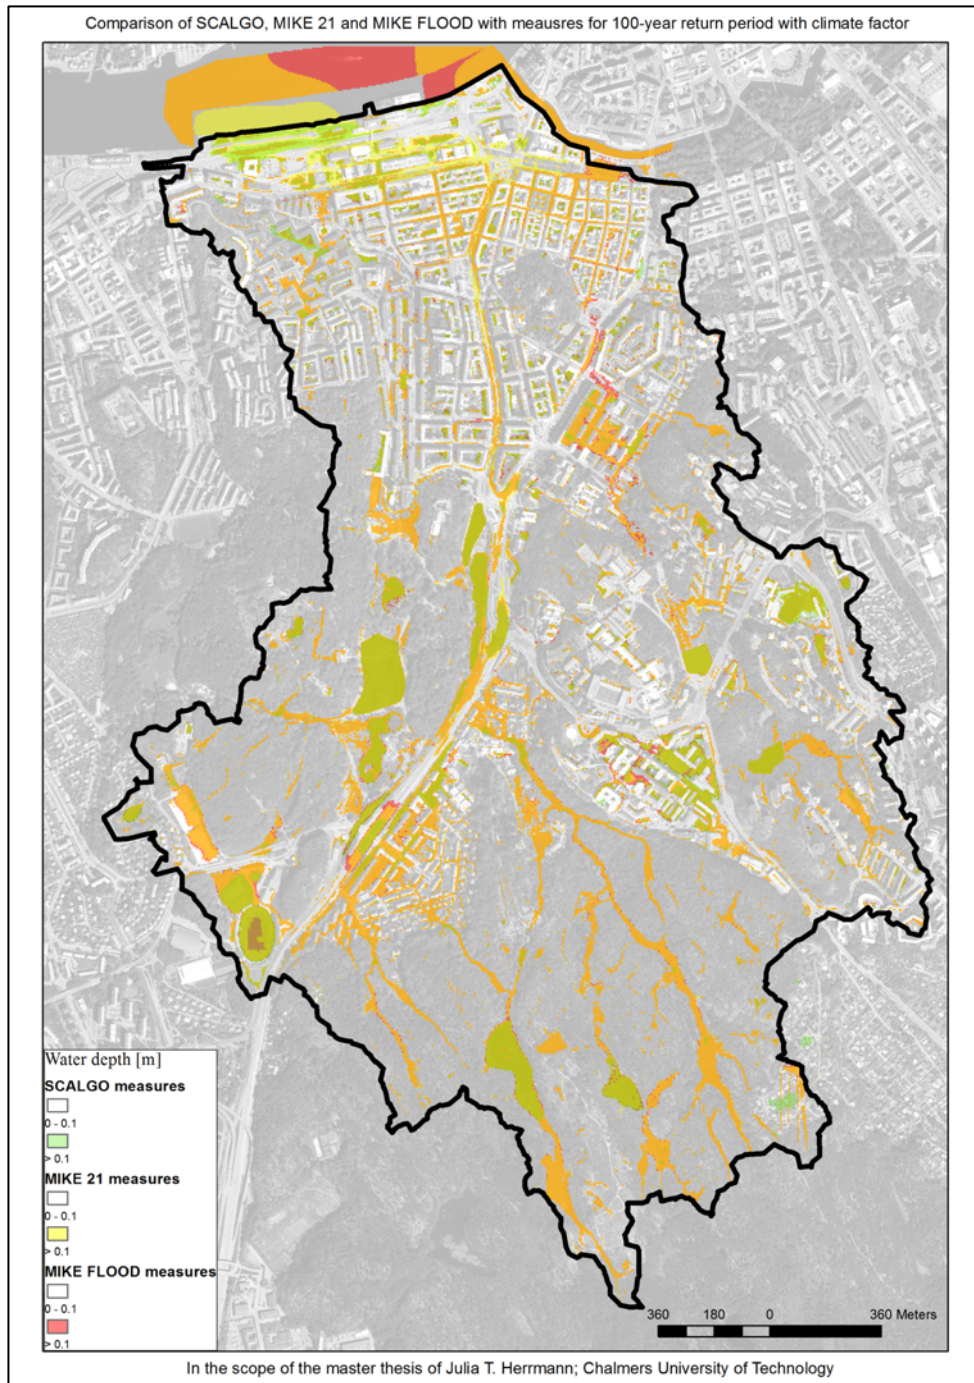 Comparison of SCALGO, MIKE 21 and MIKE FLOOD with meausres for 100-year return period with climate factor
Water depth [m]
SCALGO measures
0 - 0.1
> 0.1
MIKE 21 measures
0 - 0.1
> 0.1
MIKE FLOOD measures
0 - 0.1
> 0.1
360 180 0 360 Meters
In the scope of the master thesis of Julia T. Herrmann; Chalmers University of Technology